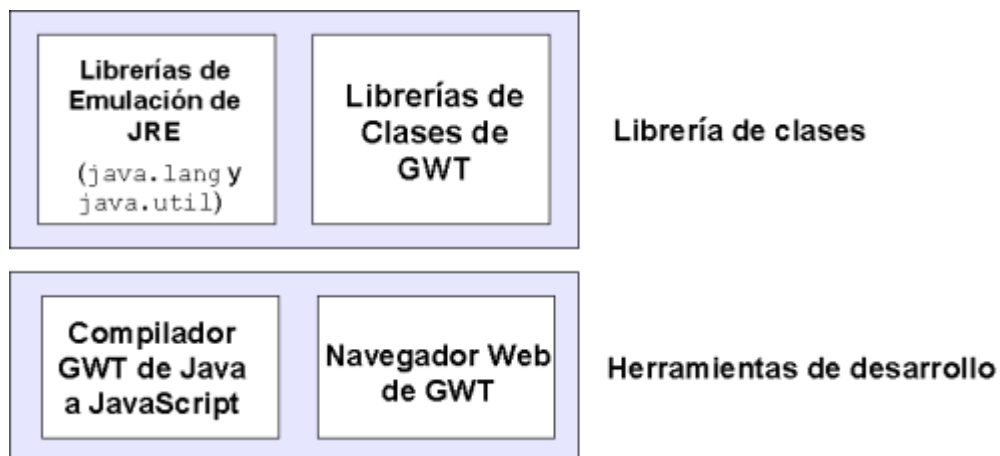 Librerías de
Emulación de
JRE
(java.lang y
java.util)
Librerías de
Clases de
GWT
Librería de clases
Compilador
GWT de Java
a JavaScript
Navegador Web
de GWT
Herramientas de desarrollo